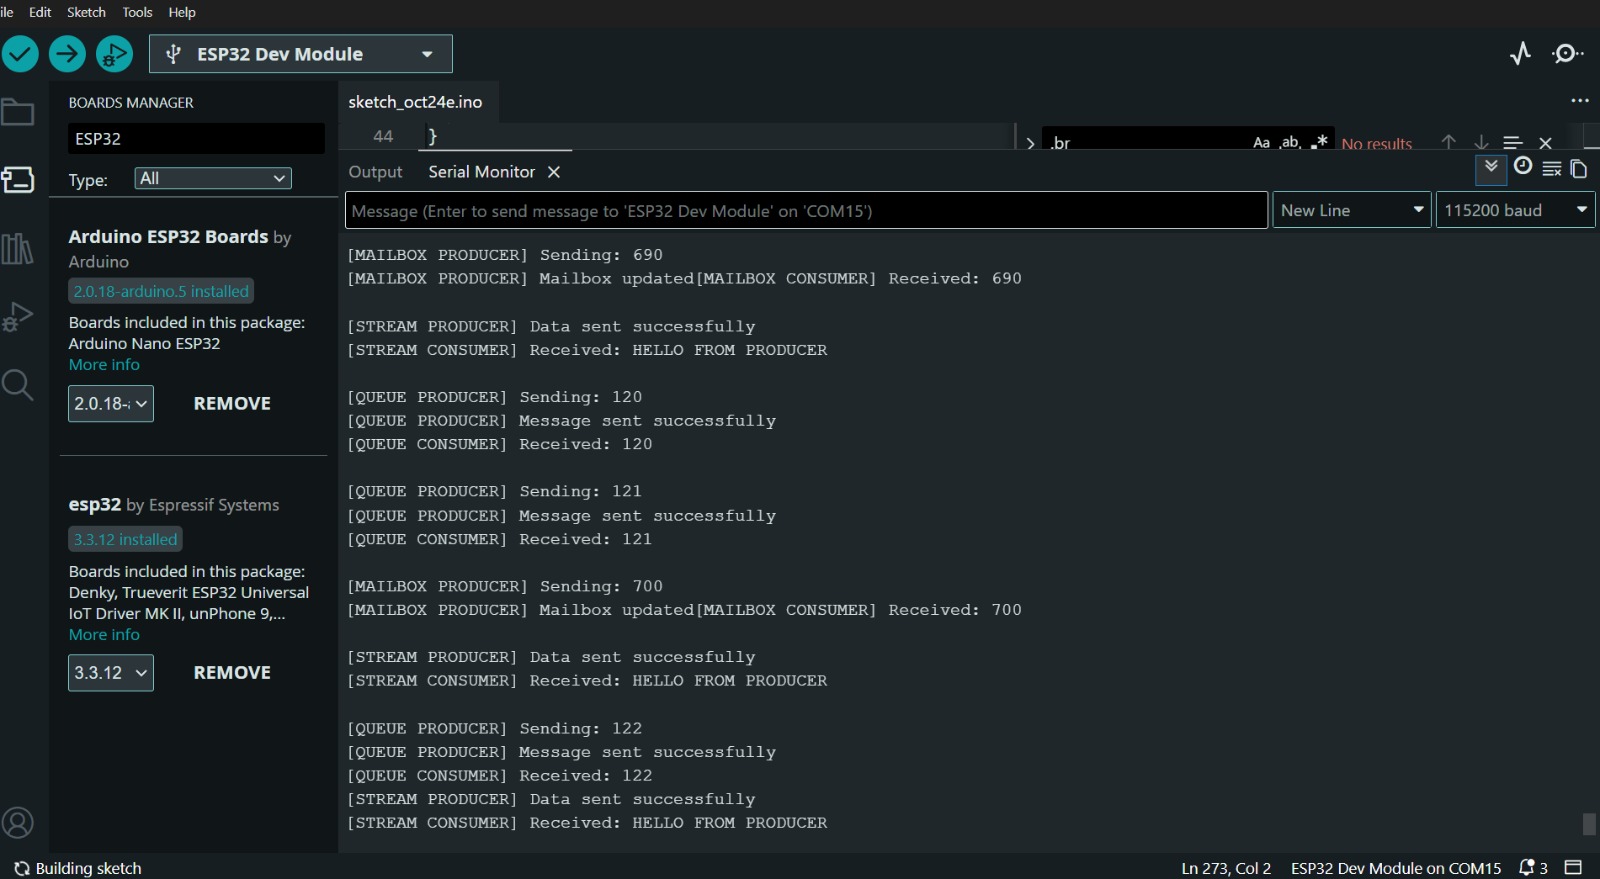 ile Edit Sketch Tools Help
ESP32 Dev Module
BOARDS MANAGER
ESP32
Type: All
Arduino ESP32 Boards by
Arduino
2.0.18-arduino.5 installed
Boards included in this package:
Arduino Nano ESP32
More info
2.0.18-
REMOVE
esp32 by Espressif Systems
3.3.12 installed
Boards included in this package:
Denky, Trueverit ESP32 Universal
IoT Driver MK II, unPhone 9,...
More info
3.3.12
REMOVE
sketch_oct24e.ino
44 }
.br Aa ab .* No results
Output Serial Monitor
Message (Enter to send message to 'ESP32 Dev Module' on 'COM15')
New Line 115200 baud
[MAILBOX PRODUCER] Sending: 690
[MAILBOX PRODUCER] Mailbox updated[MAILBOX CONSUMER] Received: 690
[STREAM PRODUCER] Data sent successfully
[STREAM CONSUMER] Received: HELLO FROM PRODUCER
[QUEUE PRODUCER] Sending: 120
[QUEUE PRODUCER] Message sent successfully
[QUEUE CONSUMER] Received: 120
[QUEUE PRODUCER] Sending: 121
[QUEUE PRODUCER] Message sent successfully
[QUEUE CONSUMER] Received: 121
[MAILBOX PRODUCER] Sending: 700
[MAILBOX PRODUCER] Mailbox updated[MAILBOX CONSUMER] Received: 700
[STREAM PRODUCER] Data sent successfully
[STREAM CONSUMER] Received: HELLO FROM PRODUCER
[QUEUE PRODUCER] Sending: 122
[QUEUE PRODUCER] Message sent successfully
[QUEUE CONSUMER] Received: 122
[STREAM PRODUCER] Data sent successfully
[STREAM CONSUMER] Received: HELLO FROM PRODUCER
Building sketch
Ln 273, Col 2 ESP32 Dev Module on COM15 3